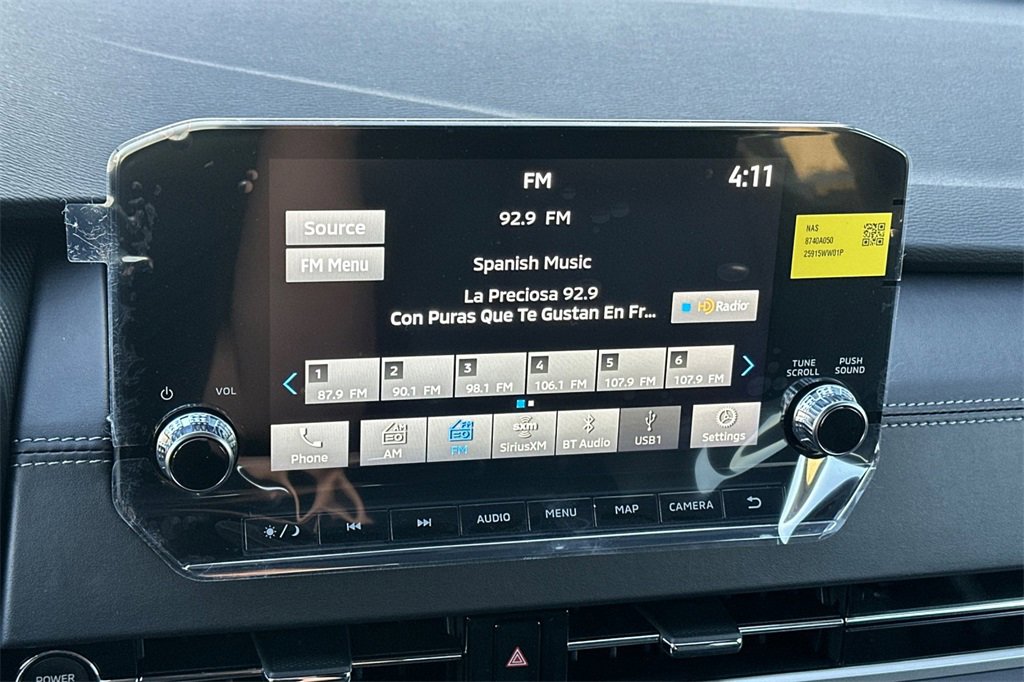 FM
4:11
92.9 FM
Source
FM Menu
Spanish Music
La Preciosa 92.9
Con Puras Que Te Gustan En Fr...
HD Radio
NAS
8740A050
25915WW01P
1
87.9 FM
2
90.1 FM
3
98.1 FM
4
106.1 FM
5
107.9 FM
6
107.9 FM
VOL
TUNE
SCROLL
PUSH
SOUND
Phone
AM
AM
FM
FM
sxm
SiriusXM
BT Audio
USB1
Settings
AUDIO
MENU
MAP
CAMERA
POWER